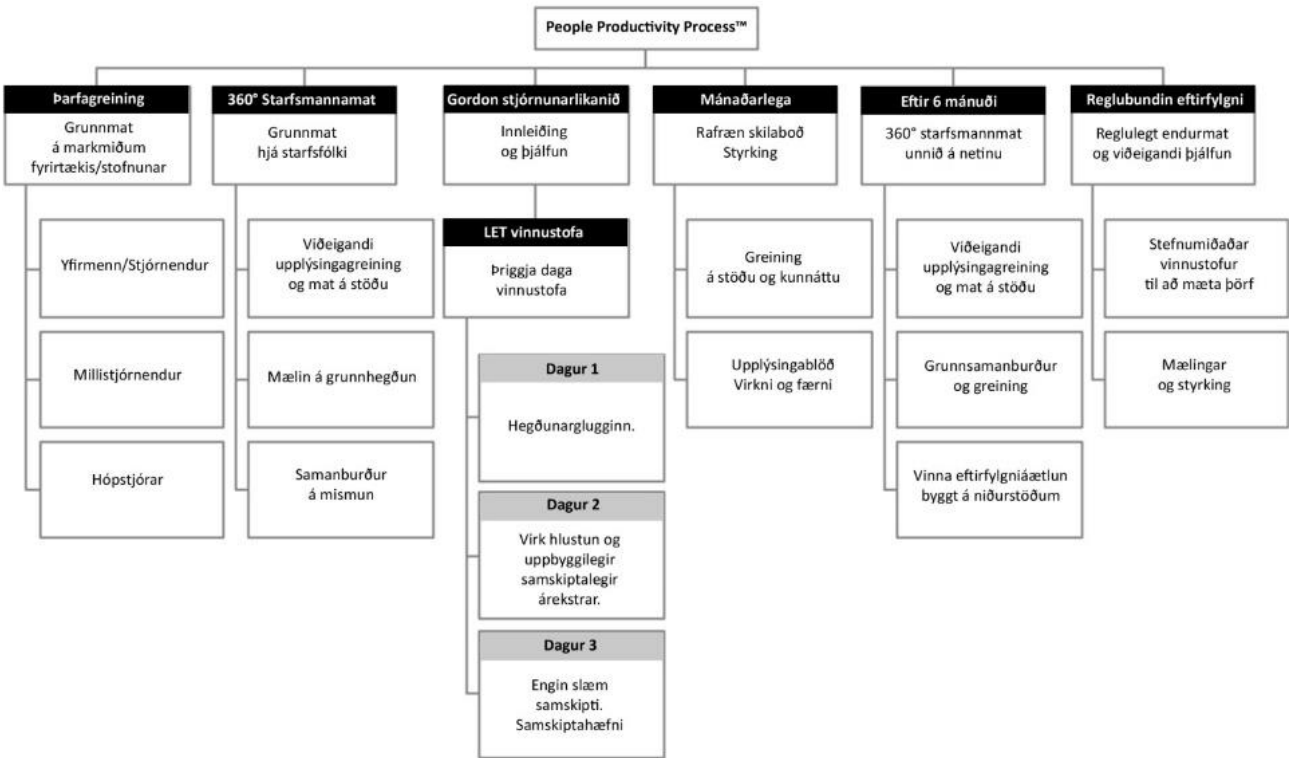 People Productivity Process™
Þarfagreining
Grunnmat
á markmiðum
fyrirtækis/stofnunar
Yfirmenn/Stjórnendur
Millistjórnendur
Hópstjórar
360° Starfsmannamat
Grunnmat
hjá starfsfólki
Viðeigandi
upplýsingagreining
og mat á stöðu
Mælin á grunnhegðun
Samanburður
á mismun
Gordon stjórnunarlikanið
Innleiðing
og þjálfun
LET vinnustofa
Þriggja daga
vinnustofa
Dagur 1
Hegðunarglugginn.
Dagur 2
Virk hlustun og
uppbyggilegir
samskiptalegir
árekstrar.
Dagur 3
Engin slæm
samskipti.
Samskiptahæfni
Mánaðarlega
Rafræn skilaboð
Styrking
Greining
á stöðu og kunnáttu
Upplýsingablöð
Virkni og færni
Eftir 6 mánuði
360° starfsmannmat
unnið á netinu
Viðeigandi
upplýsingagreining
og mat á stöðu
Grunnsamanburður
og greining
Vinna eftirfylgniáætlun
byggt á niðurstöðum
Reglubundin eftirfylgni
Reglulegt endurmat
og viðeigandi þjálfun
Stefnumiðaðar
vinnustofur
til að mæta þörf
Mælingar
og styrking